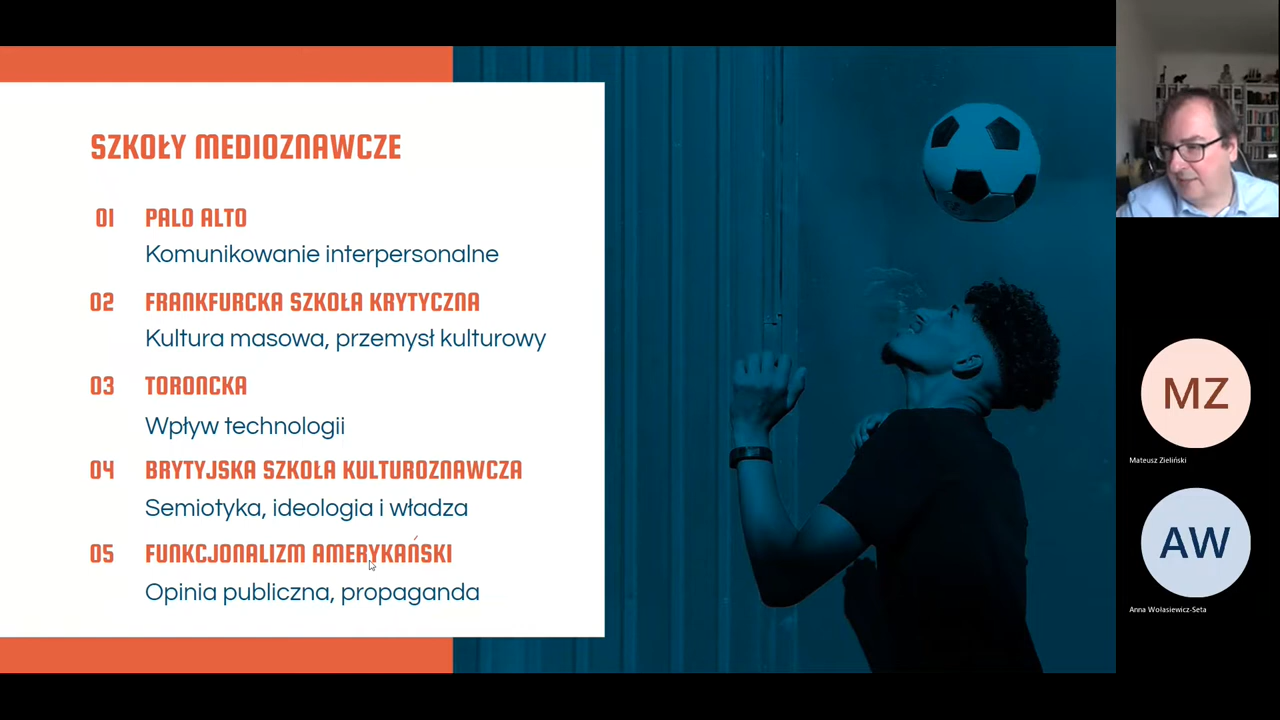 SZKOŁY MEDIOZNAWCZE
01 PALO ALTO
Komunikowanie interpersonalne
02 FRANKFURCKA SZKOŁA KRYTYCZNA
Kultura masowa, przemysł kulturowy
03 TORONCKA
Wpływ technologii
04 BRYTYJSKA SZKOŁA KULTUROZNAWCZA
Semiotyka, ideologia i władza
05 FUNKCJONALIZM AMERYKAŃSKI
Opinia publiczna, propaganda
MZ
Mateusz Zieliński
AW
Anna Wołasiewicz-Seta